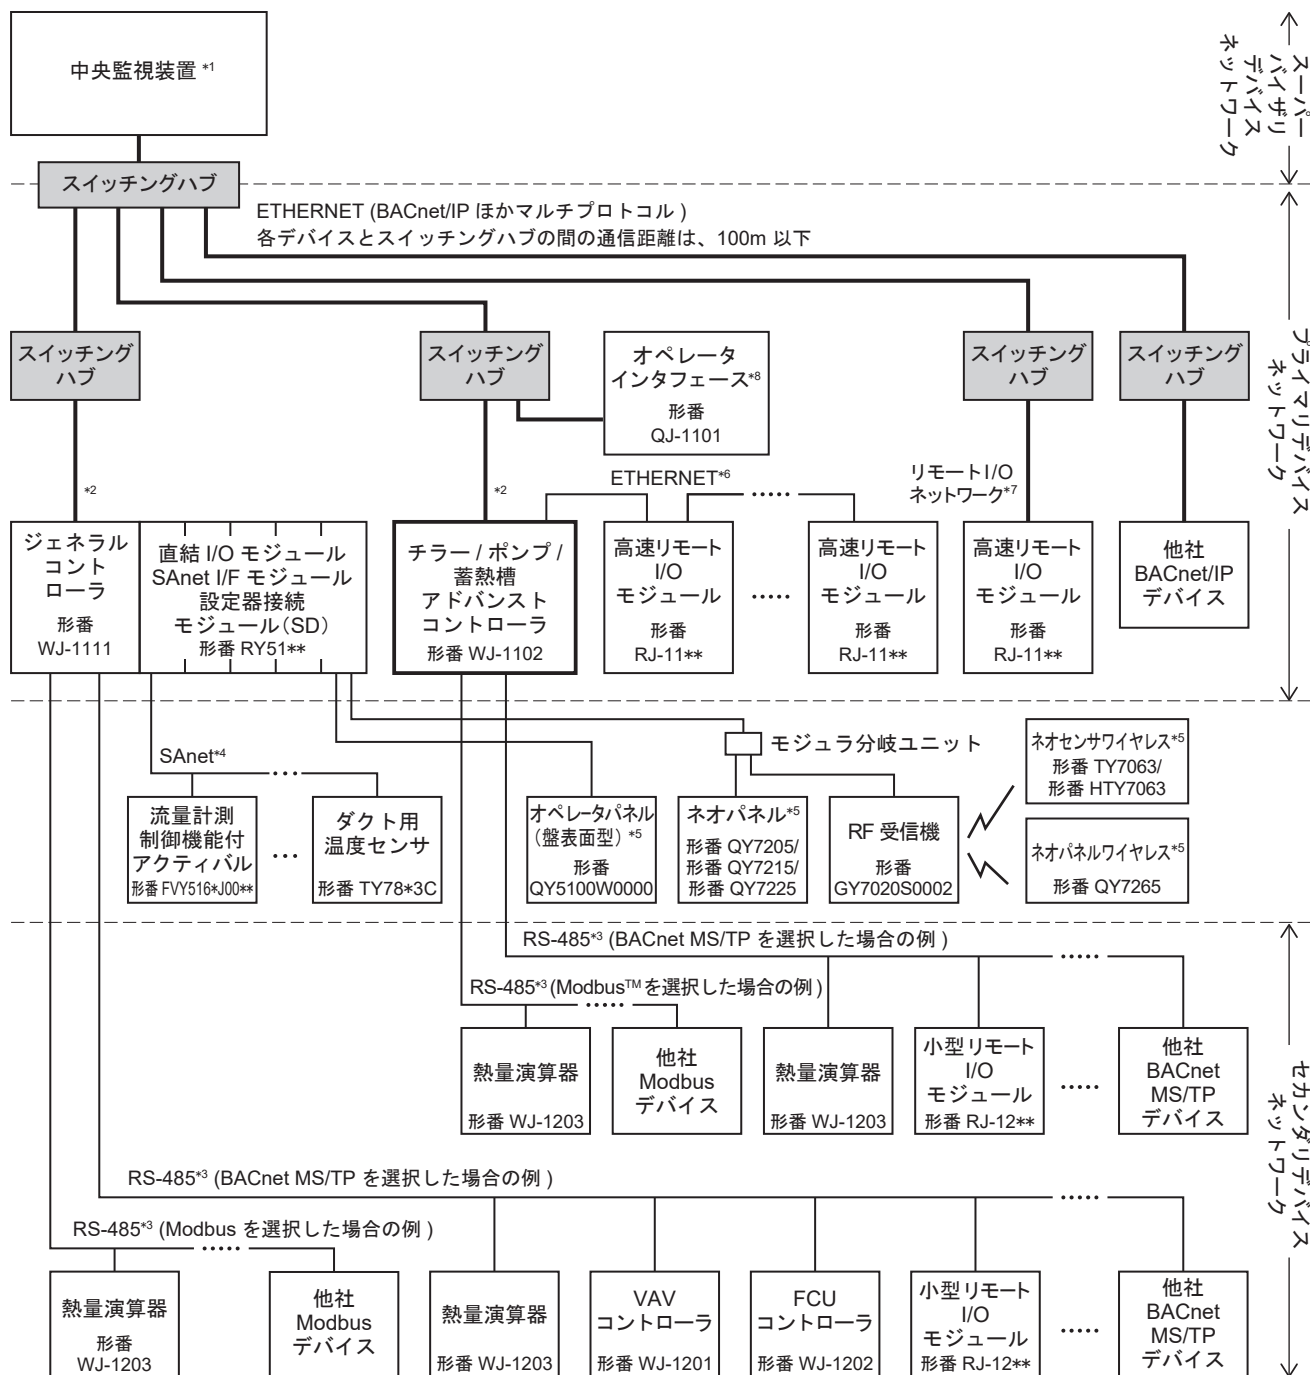 中央監視装置 *1
スーパー
バイザリ
デバイス
ネットワーク
スイッチングハブ
ETHERNET (BACnet/IP ほかマルチプロトコル )
各デバイスとスイッチングハブの間の通信距離は、100m 以下
スイッチング
ハブ
スイッチング
ハブ
オペレータ
インタフェース*8
形番
QJ-1101
スイッチング
ハブ
スイッチング
ハブ
プライマリデバイス
ネットワーク
*2
*2
ETHERNET*6
.....
リモートI/O
ネットワーク*7
ジェネラル
コント
ローラ
形番
WJ-1111
直結 I/O モジュール
SAnet I/F モジュール
設定器接続
モジュール(SD)
形番 RY51**
チラー / ポンプ /
蓄熱槽
アドバンスト
コントローラ
形番 WJ-1102
高速リモート
I/O
モジュール
形番
RJ-11**
.....
高速リモート
I/O
モジュール
形番
RJ-11**
高速リモート
I/O
モジュール
形番
RJ-11**
他社
BACnet/IP
デバイス
SAnet*4
...
モジュラ分岐ユニット
流量計測
制御機能付
アクティバル
形番 FVY516*J00**
...
ダクト用
温度センサ
形番 TY78*3C
オペレータパネル
(盤表面型) *5
形番
QY5100W0000
ネオパネル*5
形番 QY7205/
形番 QY7215/
形番 QY7225
RF 受信機
形番
GY7020S0002
ネオセンサワイヤレス*5
形番 TY7063/
形番 HTY7063
ネオパネルワイヤレス*5
形番 QY7265
RS-485*3 (BACnet MS/TP を選択した場合の例 )
.....
RS-485*3 (Modbus™を選択した場合の例 )
.....
熱量演算器
形番 WJ-1203
他社
Modbus
デバイス
熱量演算器
形番 WJ-1203
小型リモート
I/O
モジュール
形番 RJ-12**
.....
他社
BACnet
MS/TP
デバイス
セカンダリデバイス
ネットワーク
RS-485*3 (BACnet MS/TP を選択した場合の例 )
.....
RS-485*3 (Modbus を選択した場合の例 )
.....
熱量演算器
形番
WJ-1203
他社
Modbus
デバイス
熱量演算器
形番 WJ-1203
VAV
コントローラ
形番 WJ-1201
FCU
コントローラ
形番 WJ-1202
小型リモート
I/O
モジュール
形番 RJ-12**
.....
他社
BACnet
MS/TP
デバイス